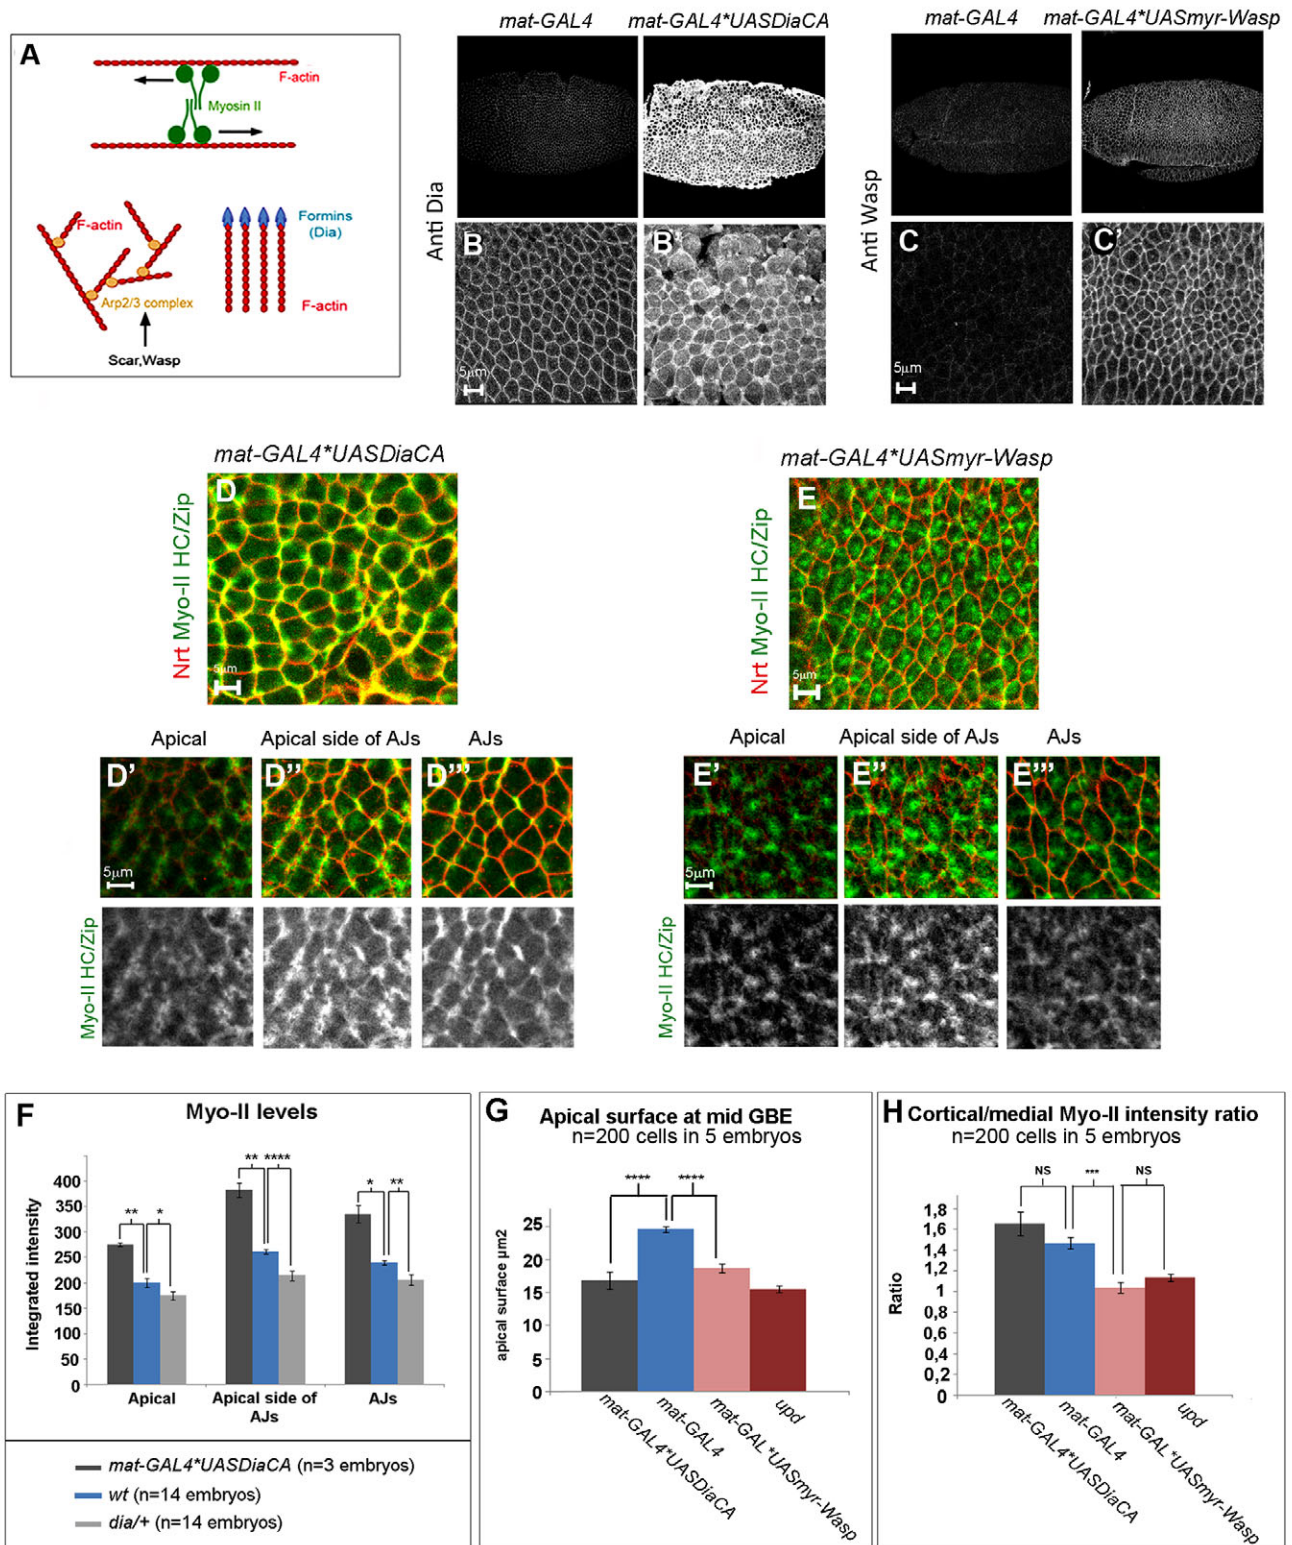 mat-GAL4
mat-GAL4*UASDiaCA
mat-GAL4
mat-GAL4*UASmyr-Wasp
A
F-actin
Myosin II
F-actin
Formins
(Dia)
Arp2/3 complex
F-actin
Scar,Wasp
Anti Dia
B
B'
5µm
Anti Wasp
C
C'
5µm
mat-GAL4*UASDiaCA
Nrt Myo-II HC/Zip
D
5µm
mat-GAL4*UASmyr-Wasp
Nrt Myo-II HC/Zip
E
5µm
Apical
Apical side of AJs
AJs
D'
D''
D'''
5µm
Myo-II HC/Zip
Apical
Apical side of AJs
AJs
E'
E''
E'''
5µm
Myo-II HC/Zip
F
Myo-II levels
Integrated intensity
400
350
300
250
200
150
100
50
0
**
*
**
****
*
**
Apical
Apical side of
AJs
AJs
mat-GAL4*UASDiaCA (n=3 embryos)
wt (n=14 embryos)
dia/+ (n=14 embryos)
G
Apical surface at mid GBE
n=200 cells in 5 embryos
apical surface µm2
25
20
15
10
5
0
****
****
mat-GAL4*UASDiaCA
mat-GAL4
mat-GAL*UASmyr-Wasp
upd
H
Cortical/medial Myo-II intensity ratio
n=200 cells in 5 embryos
Ratio
1,8
1,6
1,4
1,2
1
0,8
0,6
0,4
0,2
0
NS
***
NS
mat-GAL4*UASDiaCA
mat-GAL4
mat-GAL*UASmyr-Wasp
upd